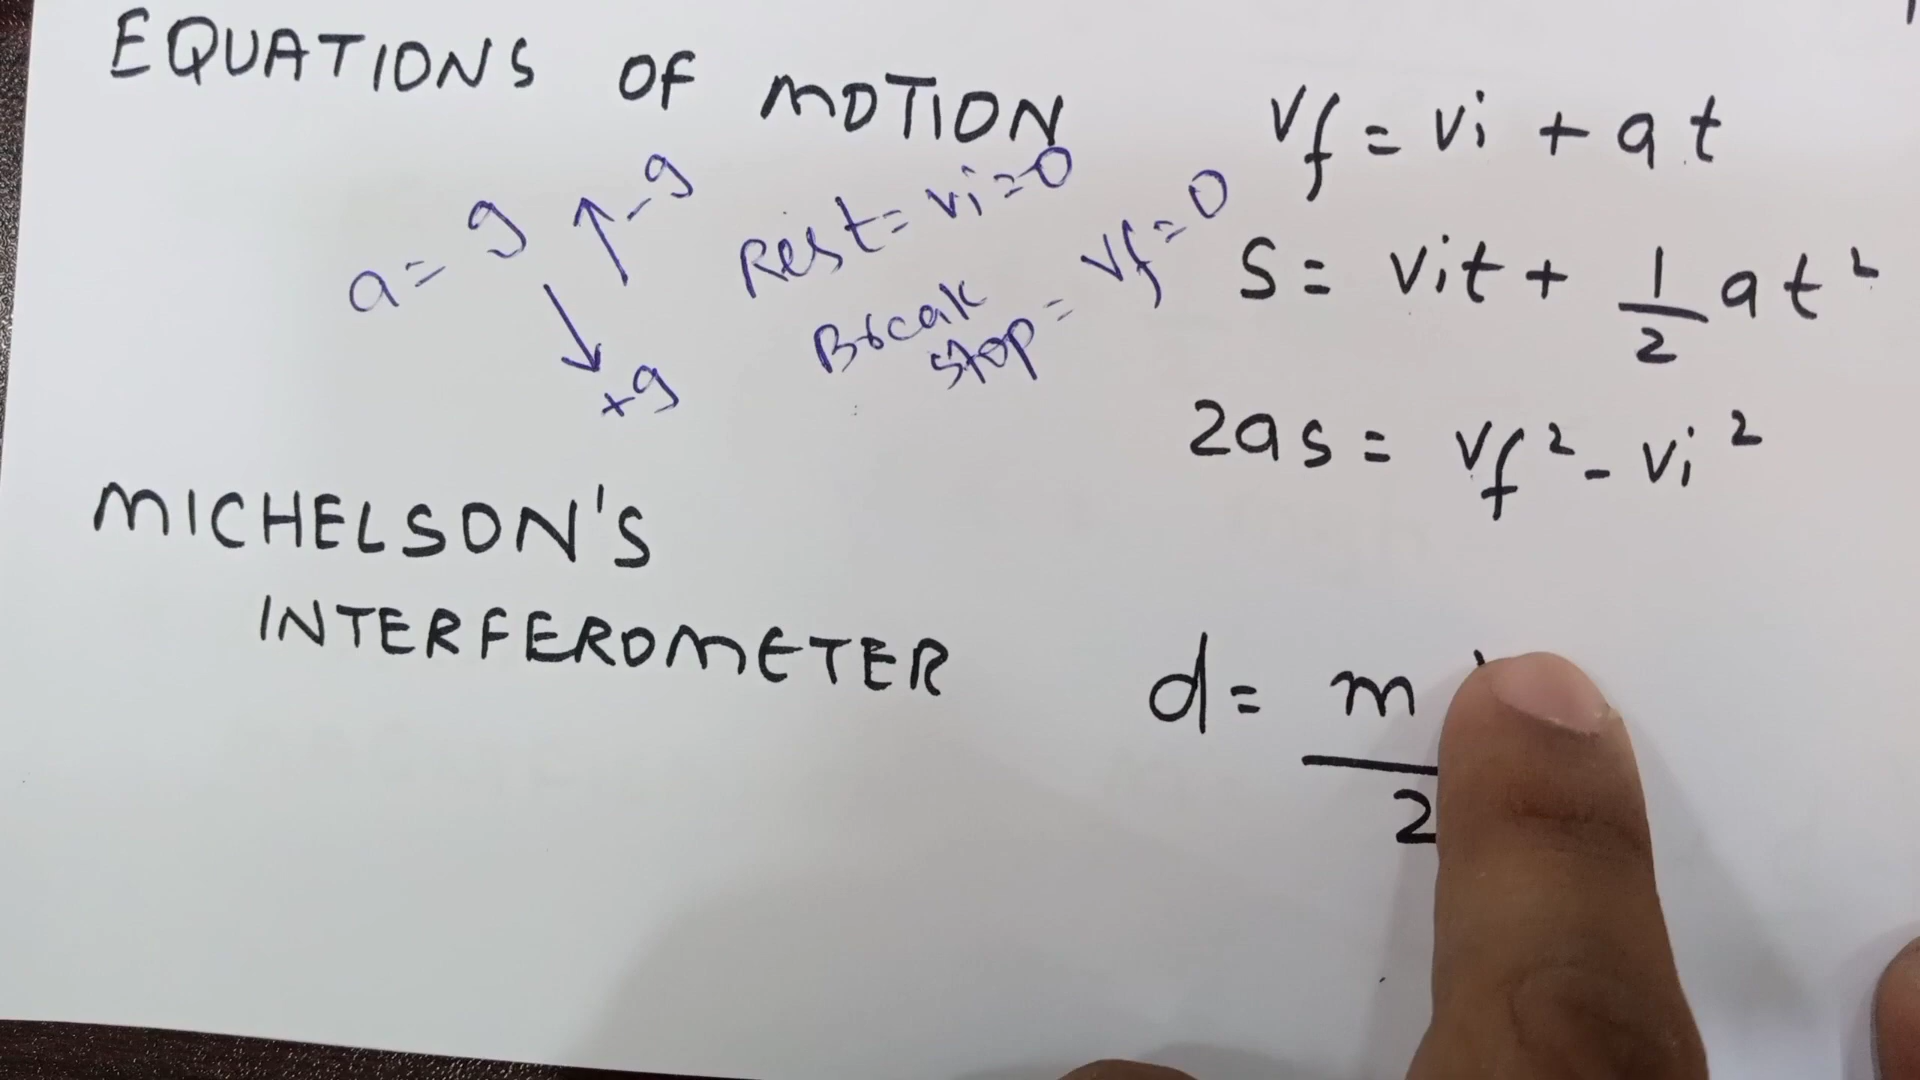 EQUATIONS OF MOTION
vf = vi + at
a = g
-g
+g
Rest = vi = 0
Break
stop = vf = 0
S = vit + 1/2 at²
2as = vf² - vi²
MICHELSON'S
INTERFEROMETER
d = m
2